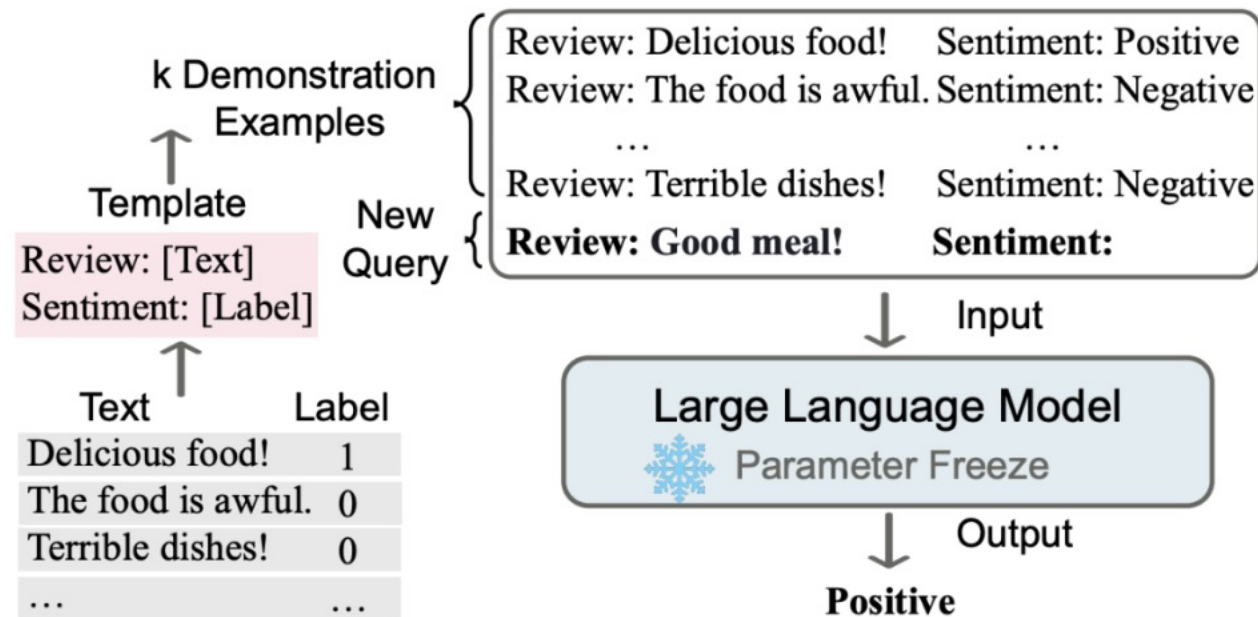 k Demonstration
Examples
Template
Review: [Text]
Sentiment: [Label]
Text Label
Delicious food! 1
The food is awful. 0
Terrible dishes! 0
… …
Review: Delicious food! Sentiment: Positive
Review: The food is awful. Sentiment: Negative
… …
Review: Terrible dishes! Sentiment: Negative
New
Query
Review: Good meal! Sentiment:
Input
Large Language Model
Parameter Freeze
Output
Positive